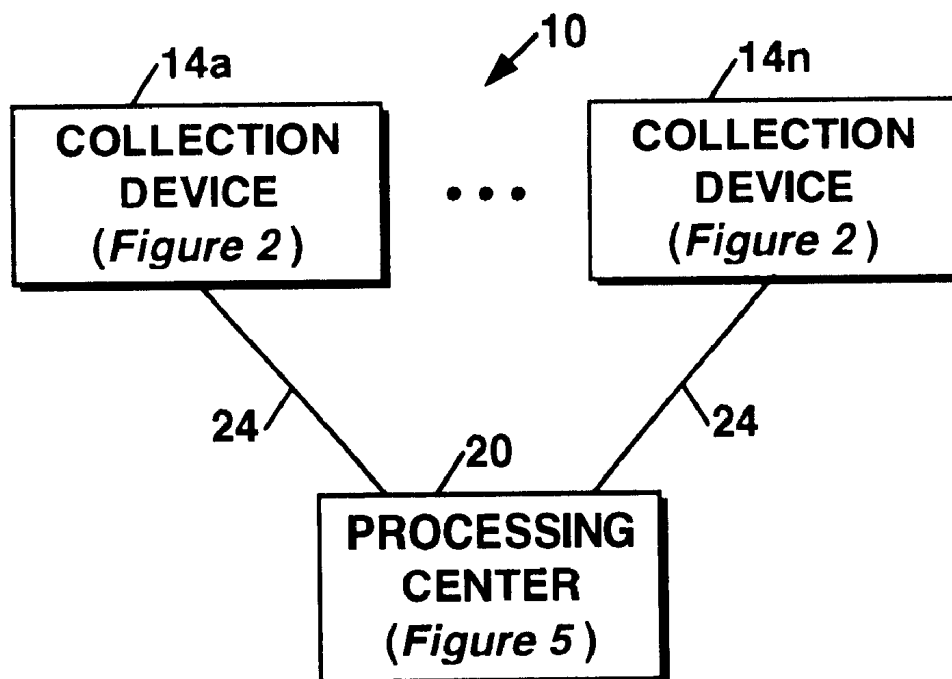 10
14a
14n
COLLECTION
DEVICE
(Figure 2)
COLLECTION
DEVICE
(Figure 2)
24
24
20
PROCESSING
CENTER
(Figure 5)